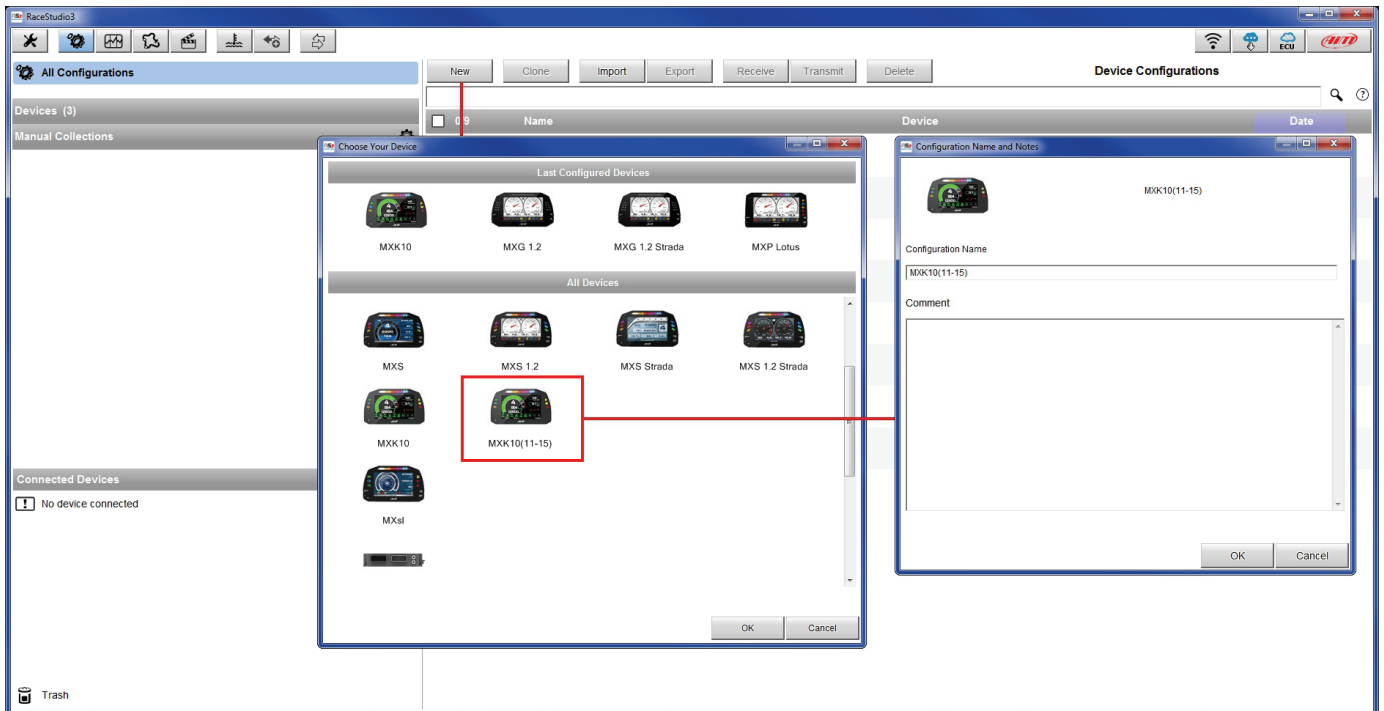 RaceStudio3
ECU
AiM
All Configurations
New Clone Import Export Receive Transmit Delete
Device Configurations
Devices (3)
Manual Collections
Name Device Date
Choose Your Device
Last Configured Devices
MXK10 MXG 1.2 MXG 1.2 Strada MXP Lotus
All Devices
MXS MXS 1.2 MXS Strada MXS 1.2 Strada
MXK10 MXK10(11-15)
MXsl
OK Cancel
Configuration Name and Notes
MXK10(11-15)
Configuration Name
MXK10(11-15)
Comment
OK Cancel
Connected Devices
No device connected
Trash